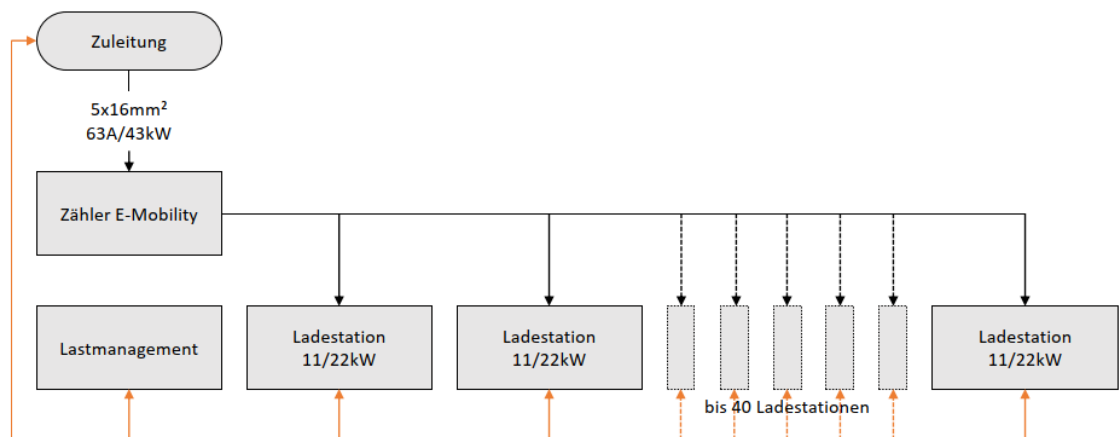 Zuleitung
5x16mm²
63A/43kW
Zähler E-Mobility
Lastmanagement
Ladestation
11/22kW
Ladestation
11/22kW
Ladestation
11/22kW
bis 40 Ladestationen